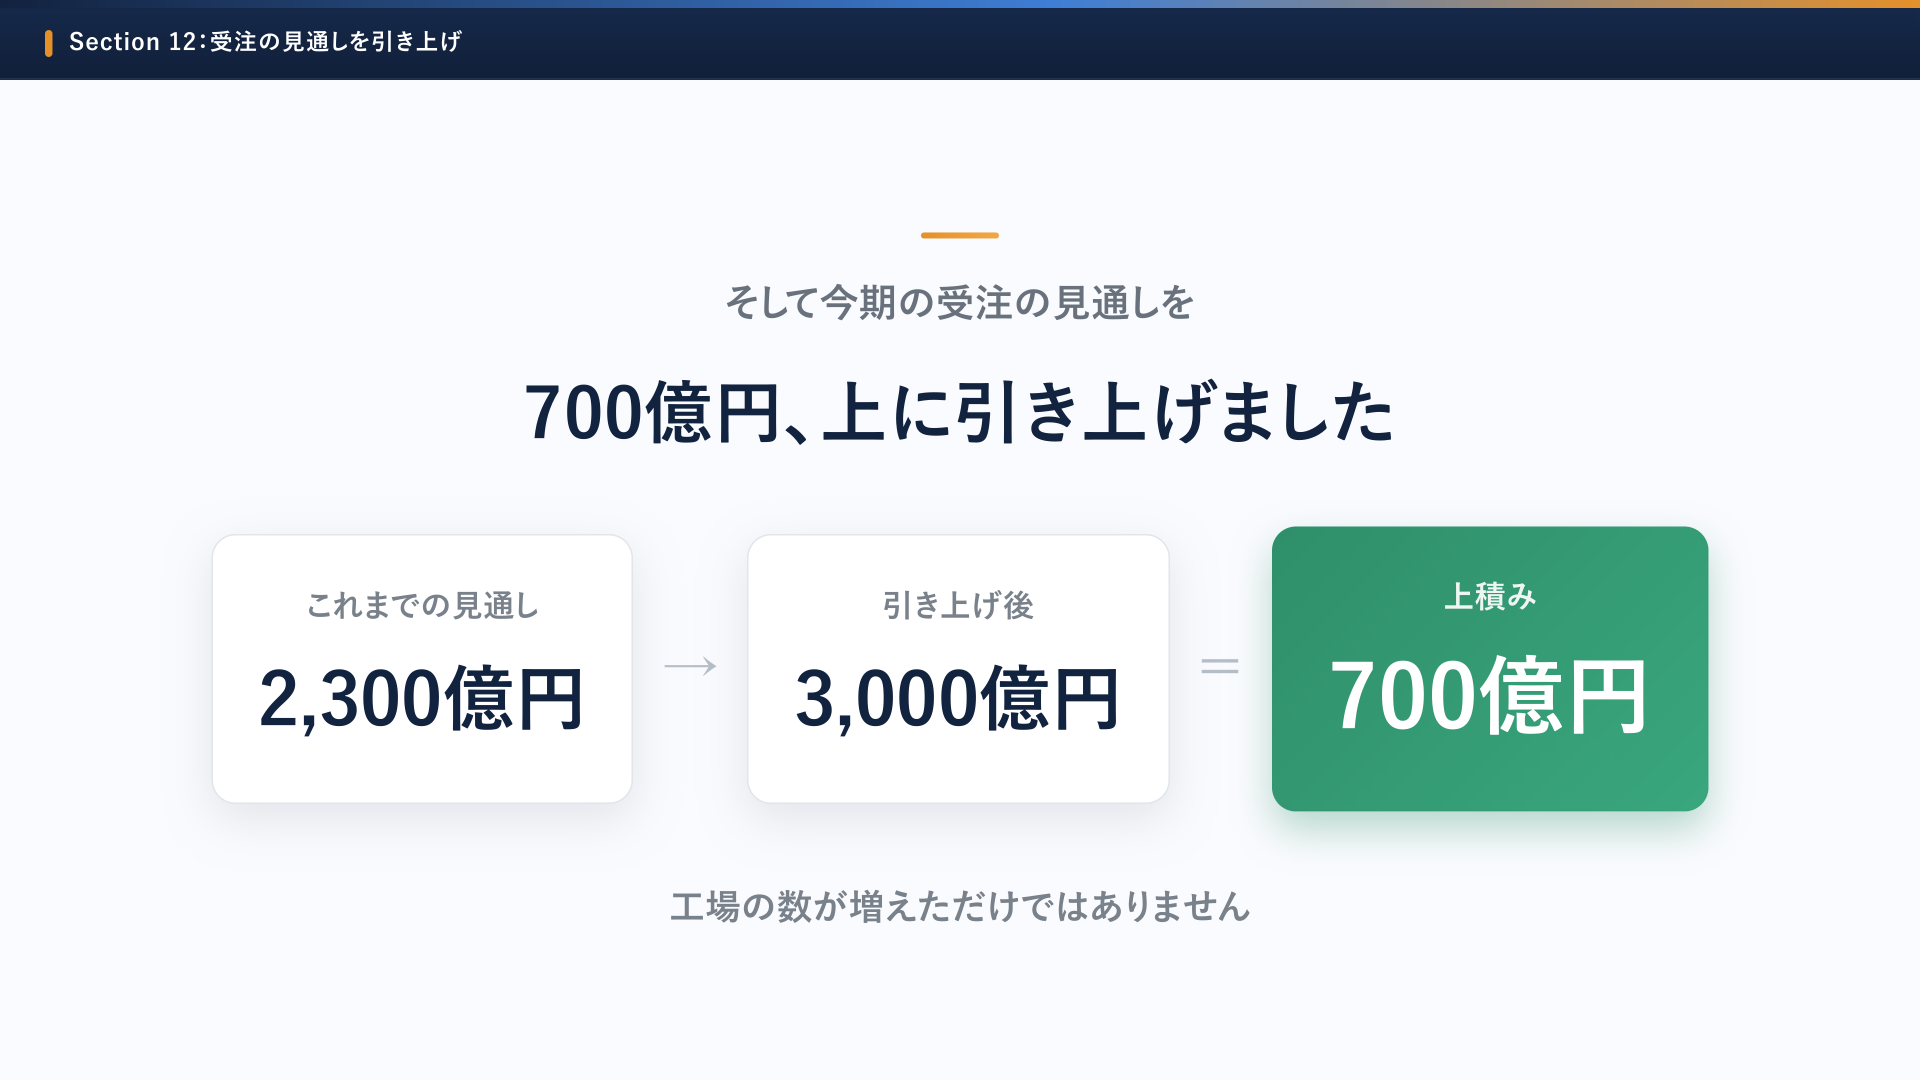 Section 12：受注の見通しを引き上げ
そして今期の受注の見通しを
700億円、上に引き上げました
これまでの見通し
2,300億円
→
引き上げ後
3,000億円
＝
上積み
700億円
工場の数が増えただけではありません